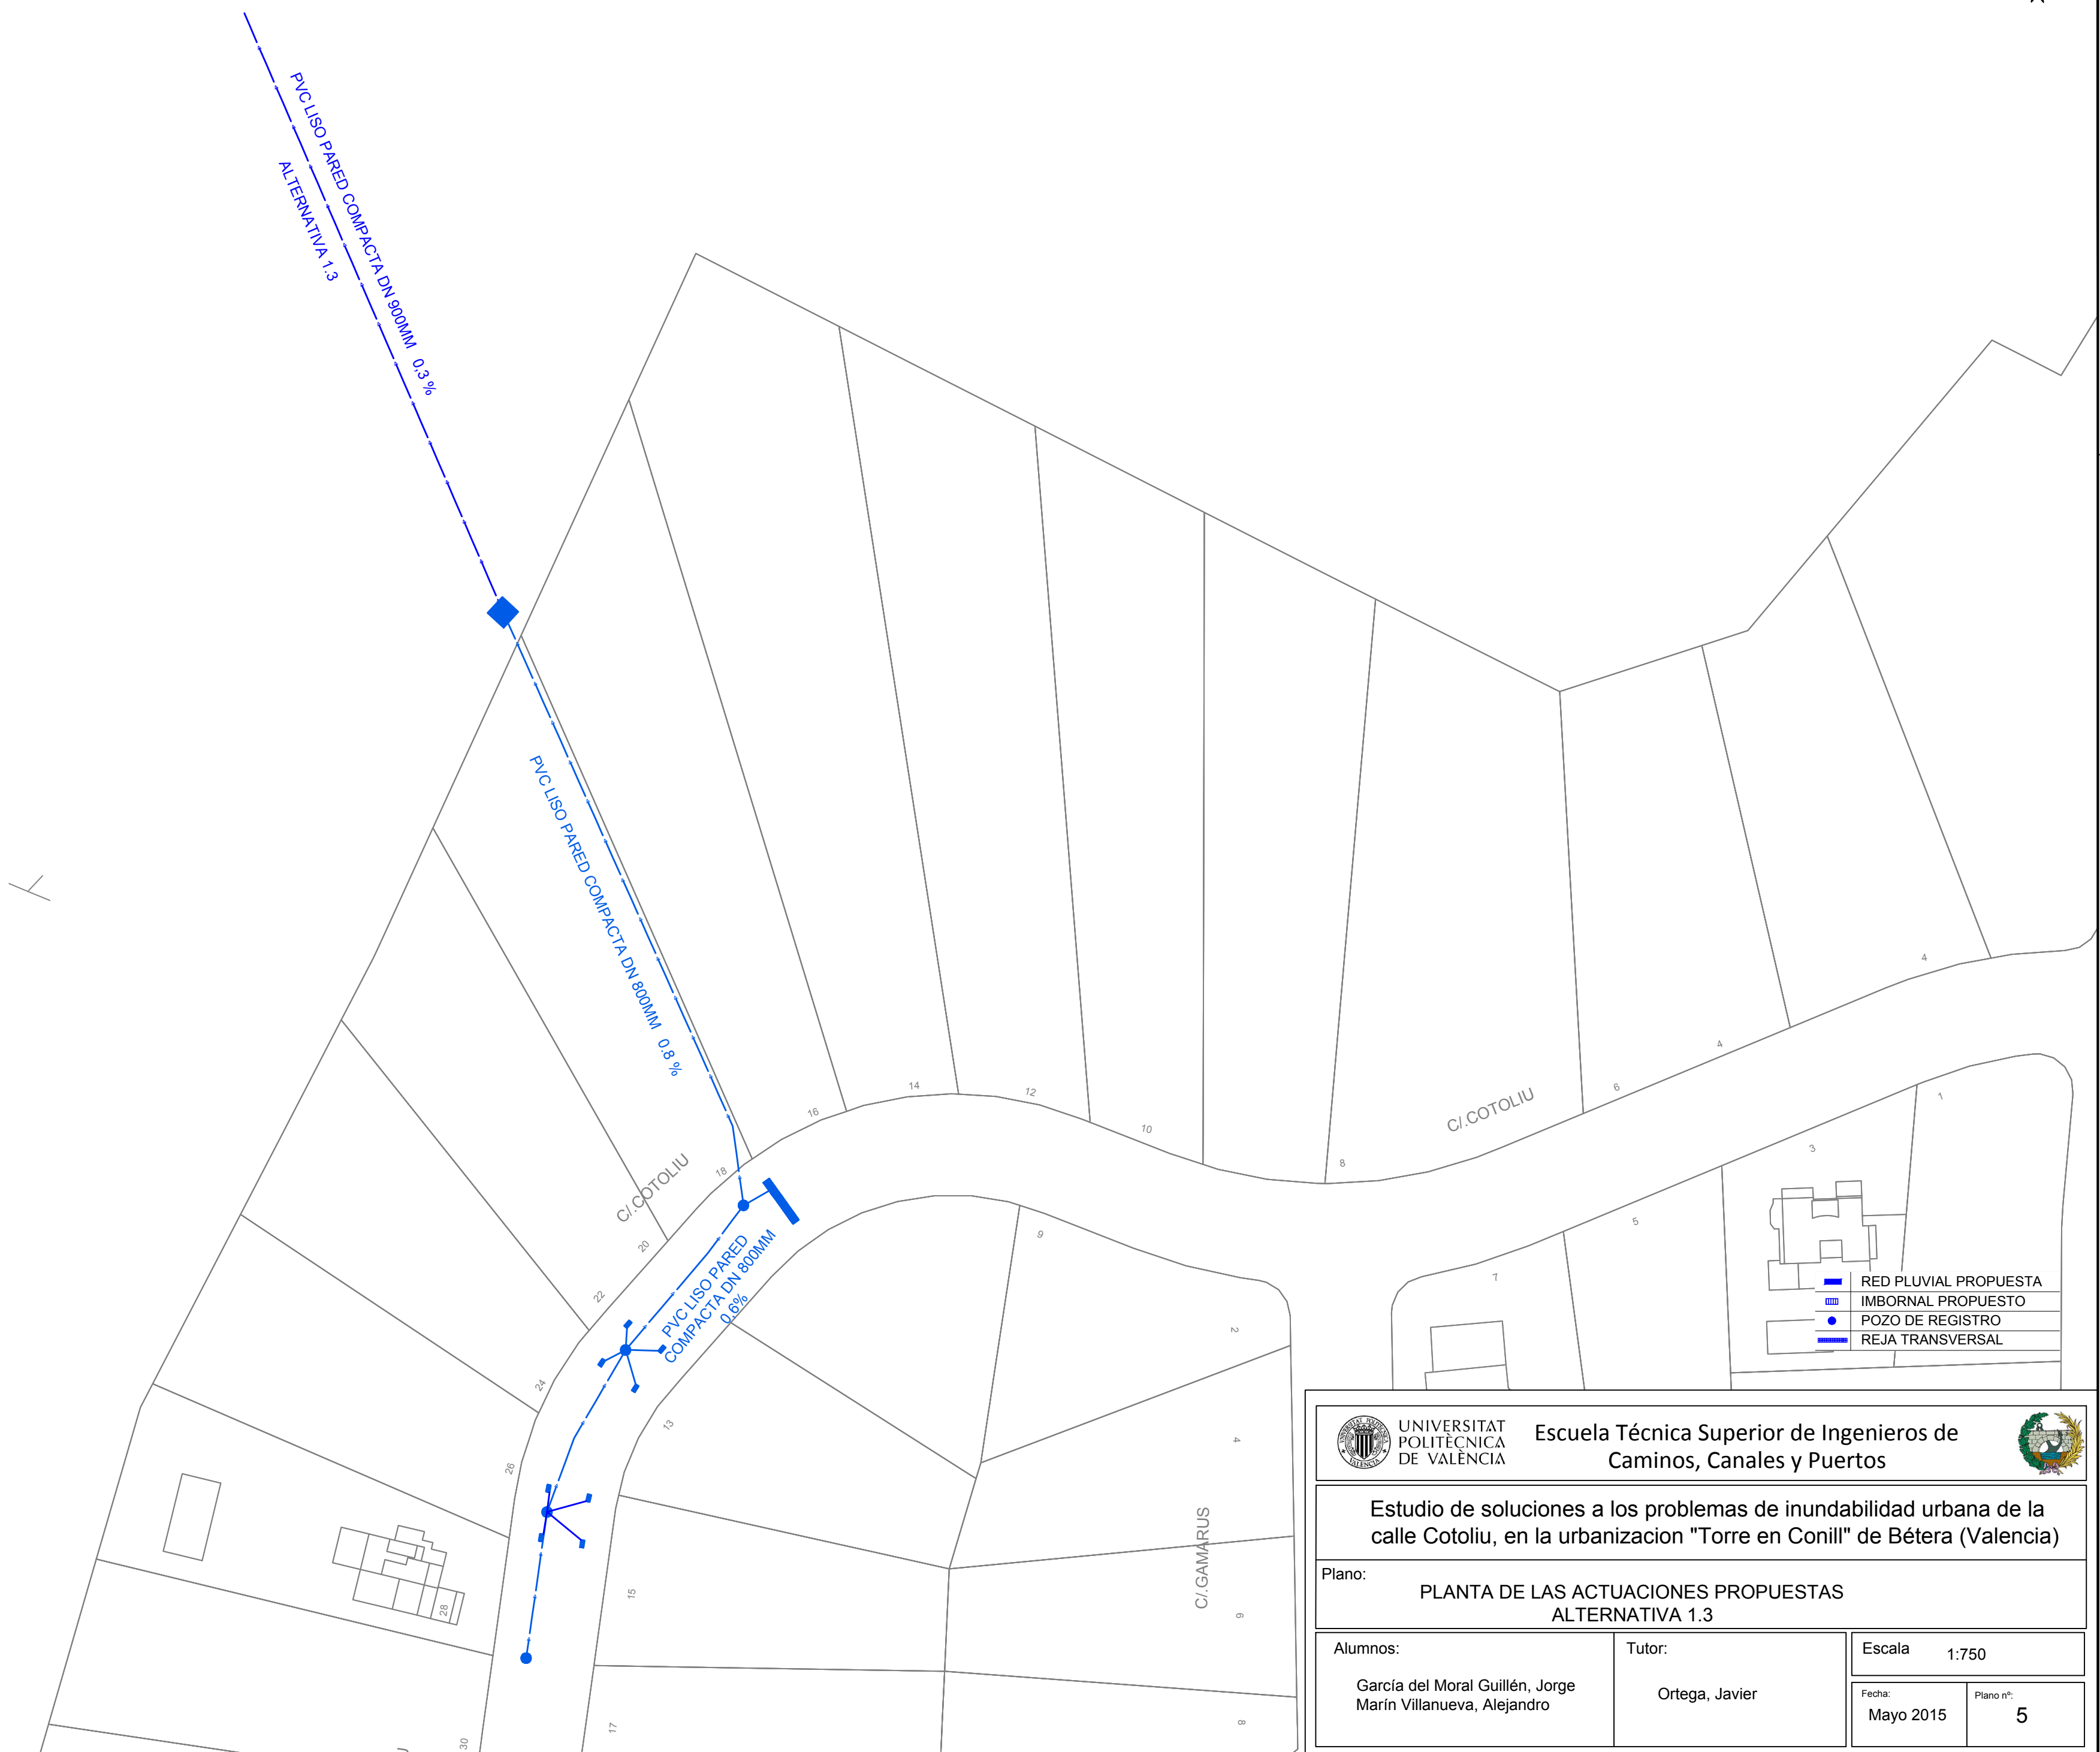 PVC LISO PARED COMPACTA DN 900MM 0,3 %
ALTERNATIVA 1.3
PVC LISO PARED COMPACTA DN 800MM 0.8 %
4
4
14
12
16
6
C/.COTOLIU
1
10
3
8
18
C/.COTOLIU
5
9
20
7
PVC LISO PARED
COMPACTA DN 800MM
0.6%
22
2
24
13
4
26
C/.GAMARUS
15
28
6
17
8
30
RED PLUVIAL PROPUESTA
IMBORNAL PROPUESTO
POZO DE REGISTRO
REJA TRANSVERSAL
UNIVERSITAT
POLITÈCNICA
DE VALÈNCIA
Escuela Técnica Superior de Ingenieros de
Caminos, Canales y Puertos
Estudio de soluciones a los problemas de inundabilidad urbana de la
calle Cotoliu, en la urbanizacion "Torre en Conill" de Bétera (Valencia)
Plano:
PLANTA DE LAS ACTUACIONES PROPUESTAS
ALTERNATIVA 1.3
Alumnos:
García del Moral Guillén, Jorge
Marín Villanueva, Alejandro
Tutor:
Ortega, Javier
Escala 1:750
Fecha:
Mayo 2015
Plano nº:
5